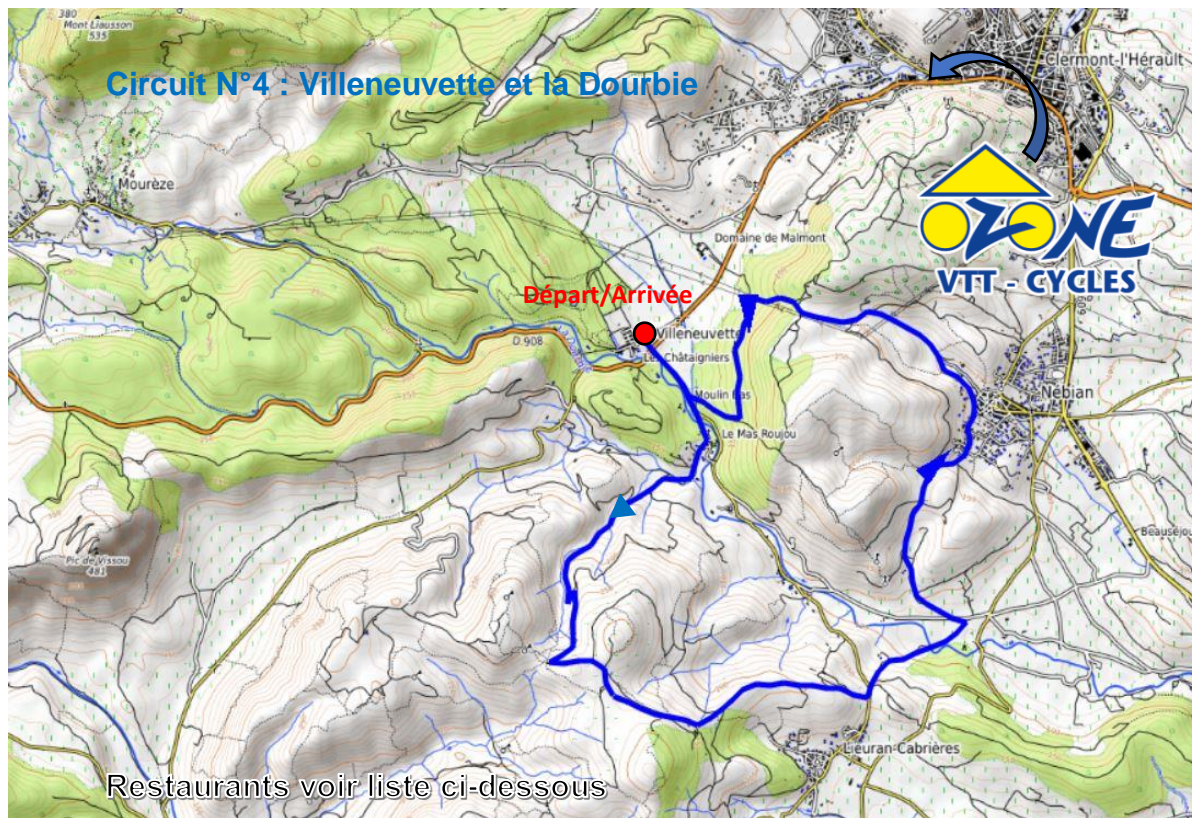 380
Mont Liausson
535
Clermont-l'Hérault
Circuit N°4 : Villeneuvette et la Dourbie
Mourèze
OZONE
VTT - CYCLES
Domaine de Malmont
Départ/Arrivée
Villeneuvette
D 908
Les Châtaigniers
Moulin Bas
Nébian
Le Mas Roujou
Pic de Vissou
481
Lieuran-Cabrières
Restaurants voir liste ci-dessous